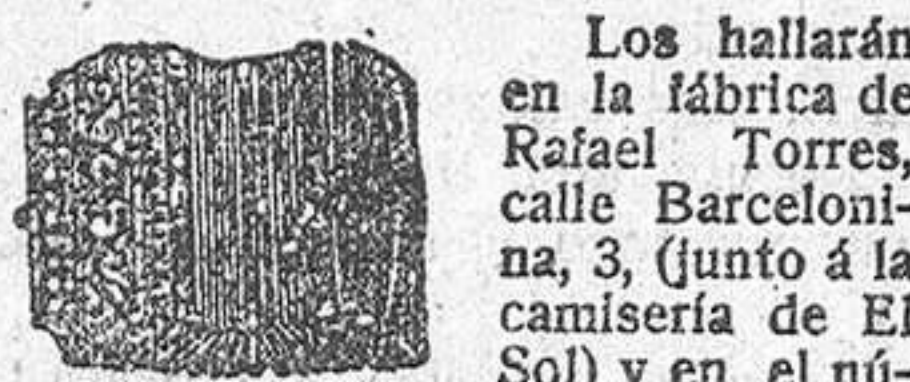 Los hallarán
en la fábrica de
Rafael Torres,
calle Barceloni-
na, 3, (junto á la
camisería de El
Sol) y en el nú-